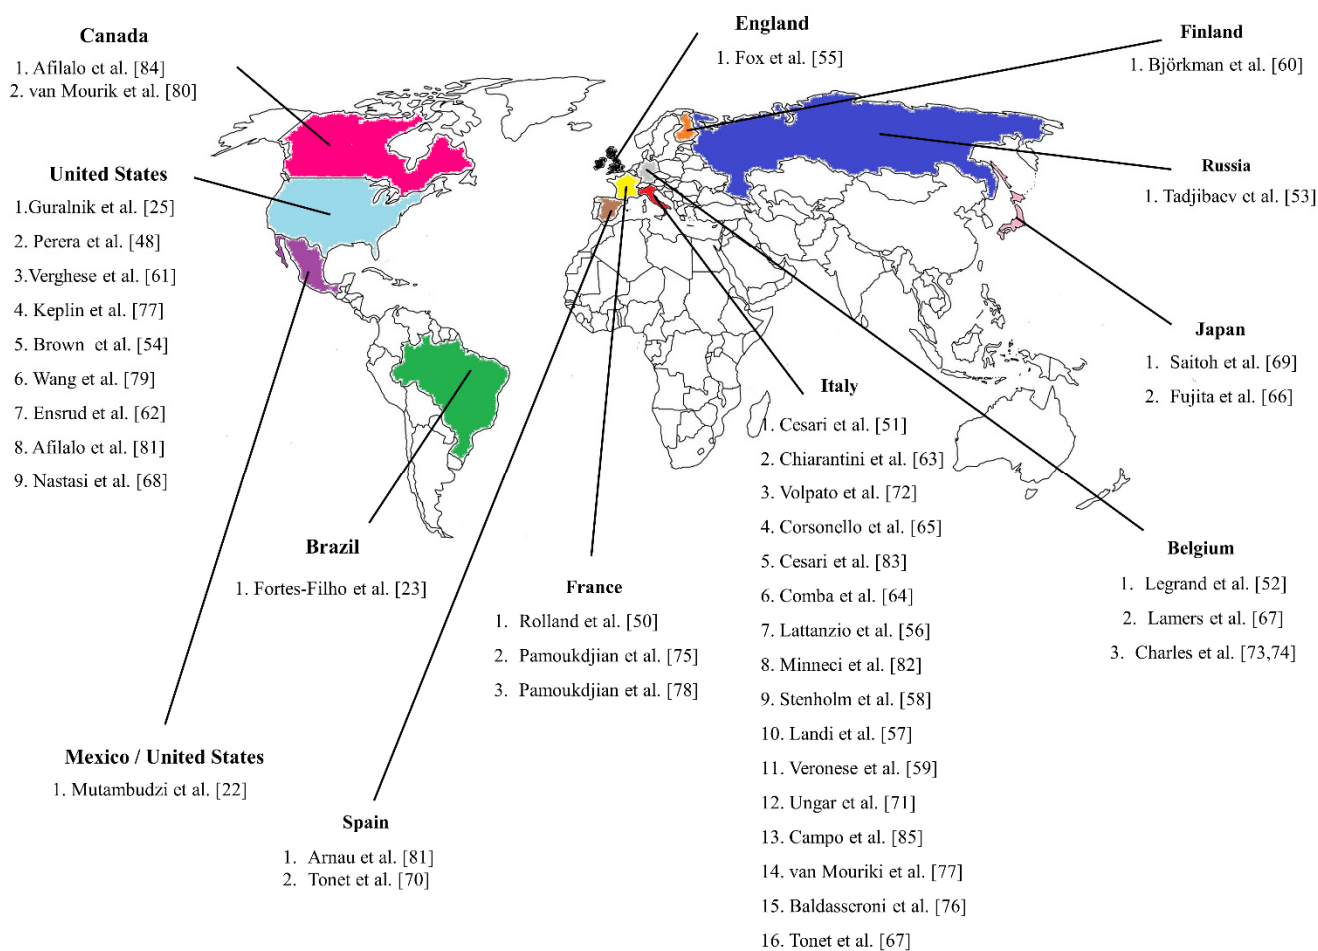 Canada
1. Afilalo et al. [84]
2. van Mourik et al. [80]
United States
1.Guralnik et al. [25]
2. Perera et al. [48]
3.Verghese et al. [61]
4. Keplin et al. [77]
5. Brown et al. [54]
6. Wang et al. [79]
7. Ensrud et al. [62]
8. Afilalo et al. [81]
9. Nastasi et al. [68]
Mexico / United States
1. Mutambudzi et al. [22]
Brazil
1. Fortes-Filho et al. [23]
Spain
1. Arnau et al. [81]
2. Tonet et al. [70]
France
1. Rolland et al. [50]
2. Pamoukdjian et al. [75]
3. Pamoukdjian et al. [78]
England
1. Fox et al. [55]
Italy
1. Cesari et al. [51]
2. Chiarantini et al. [63]
3. Volpato et al. [72]
4. Corsonello et al. [65]
5. Cesari et al. [83]
6. Comba et al. [64]
7. Lattanzio et al. [56]
8. Minneci et al. [82]
9. Stenholm et al. [58]
10. Landi et al. [57]
11. Veronese et al. [59]
12. Ungar et al. [71]
13. Campo et al. [85]
14. van Mouriki et al. [77]
15. Baldasseroni et al. [76]
16. Tonet et al. [67]
Finland
1. Björkman et al. [60]
Russia
1. Tadjibaev et al. [53]
Japan
1. Saitoh et al. [69]
2. Fujita et al. [66]
Belgium
1. Legrand et al. [52]
2. Lamers et al. [67]
3. Charles et al. [73,74]